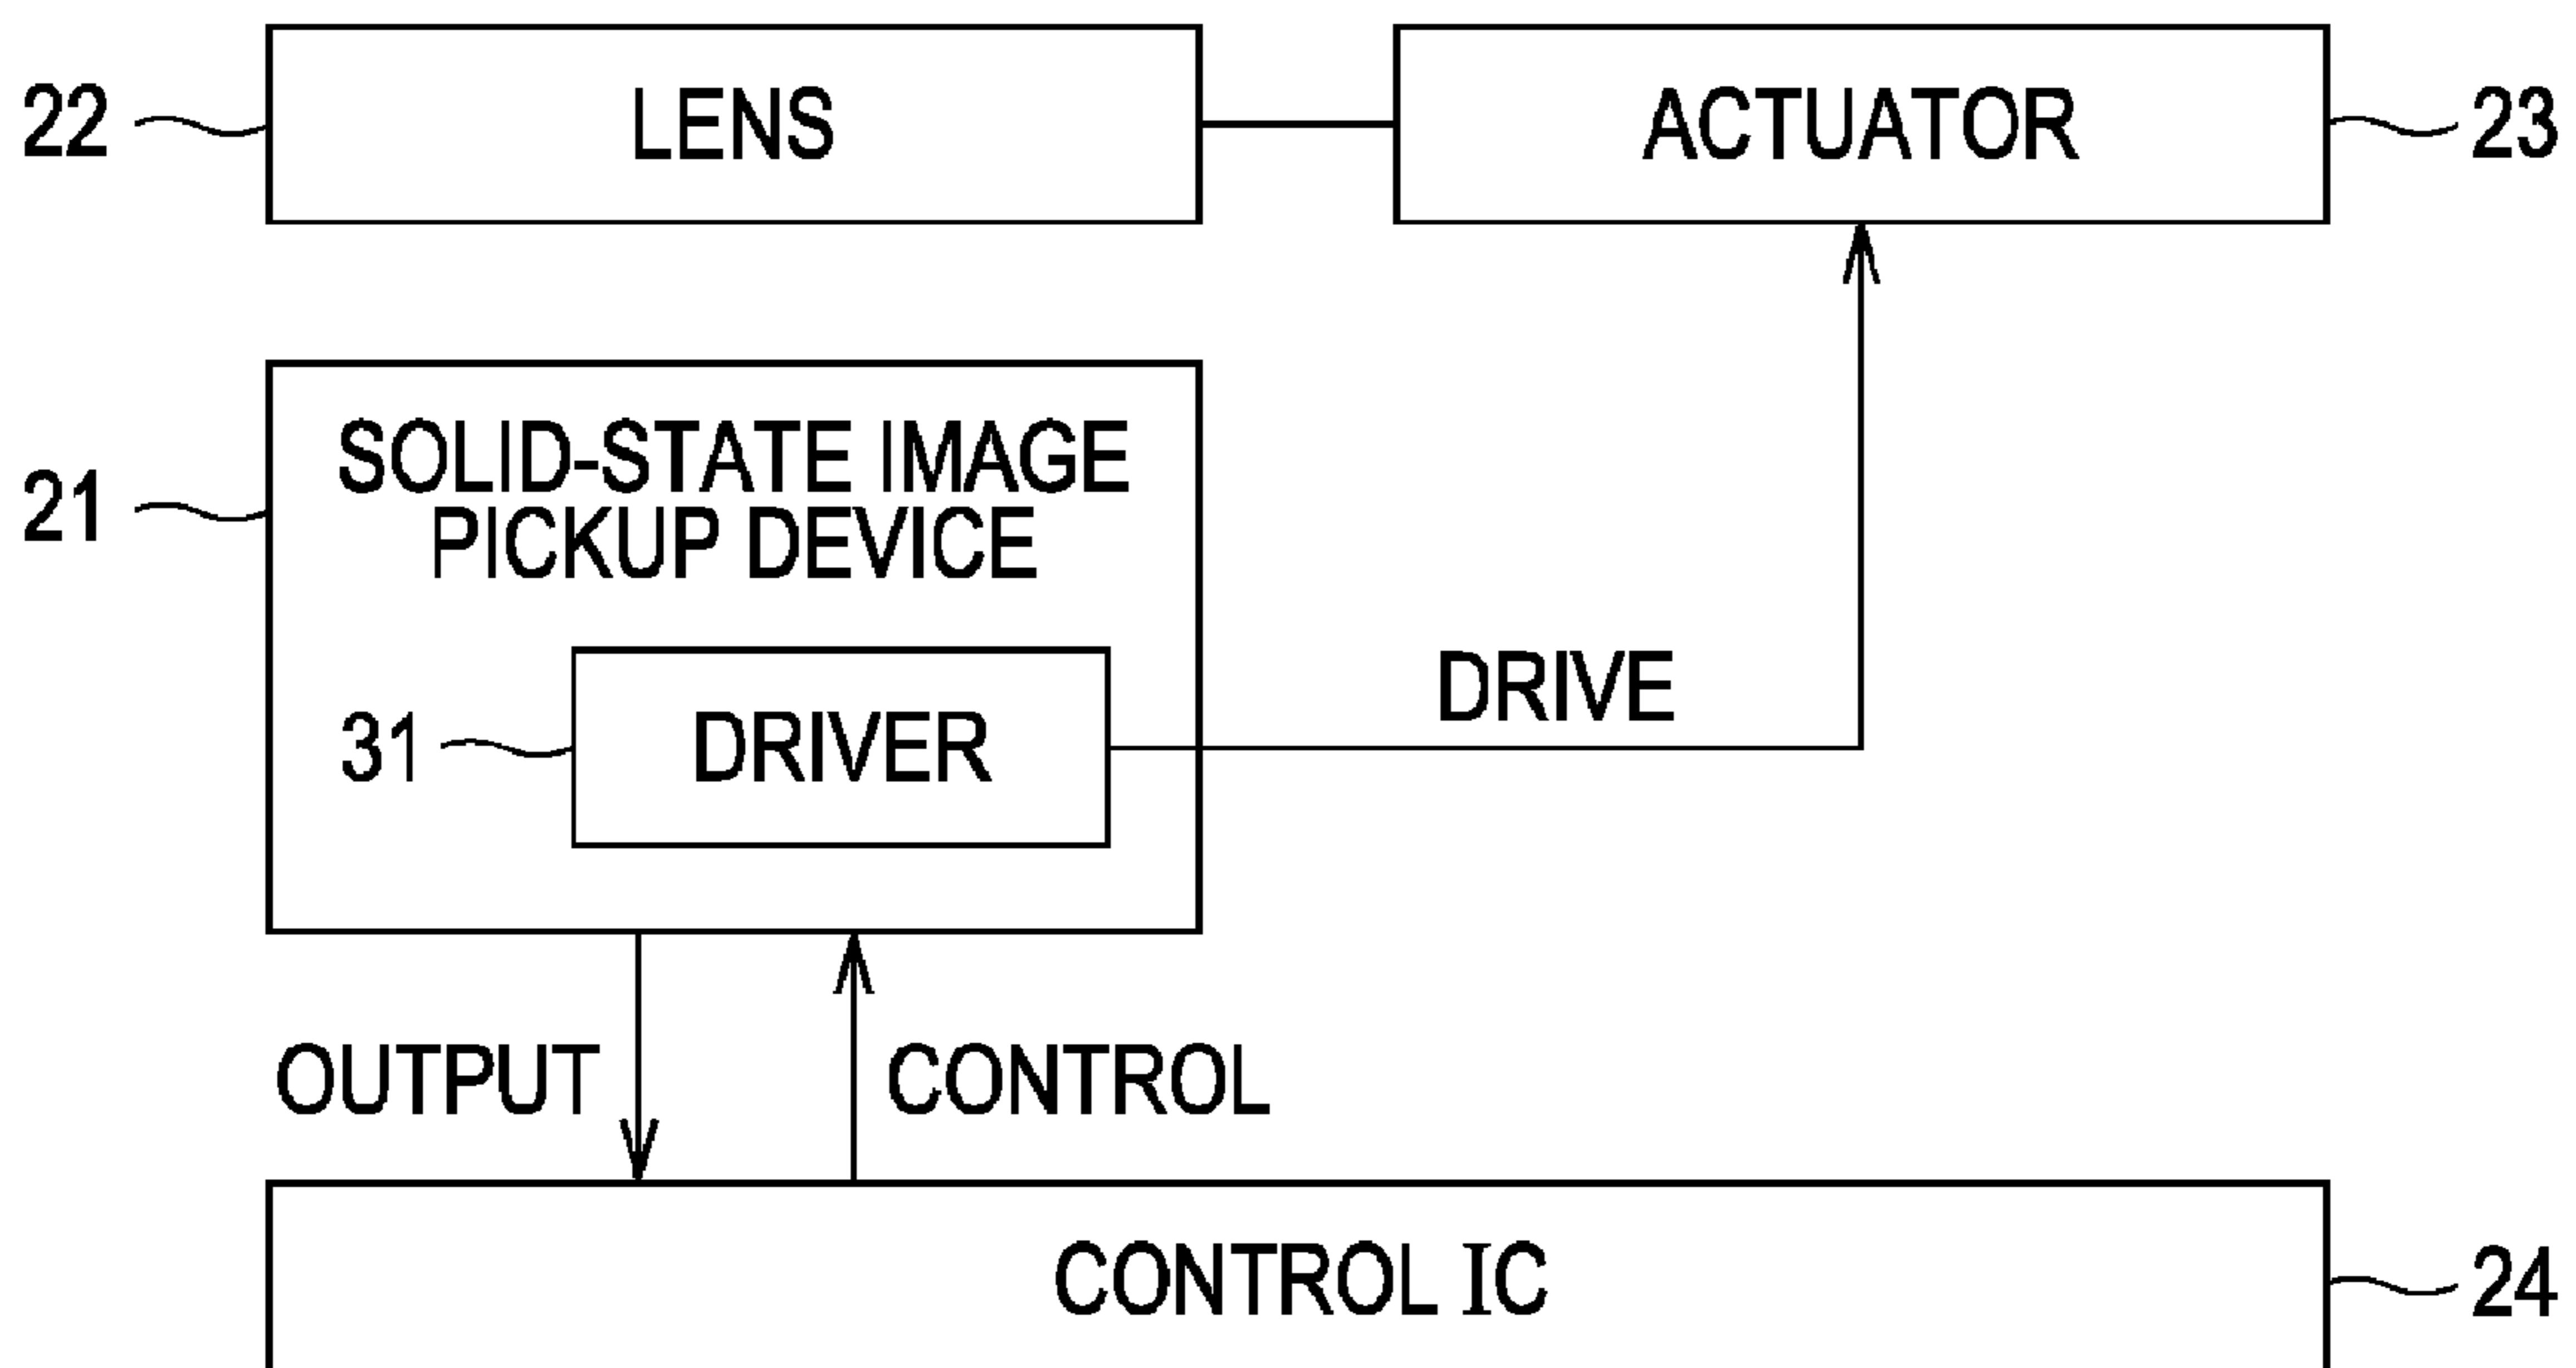 22
LENS
ACTUATOR
23
21
SOLID-STATE IMAGE
PICKUP DEVICE
31
DRIVER
DRIVE
OUTPUT
CONTROL
CONTROL IC
24